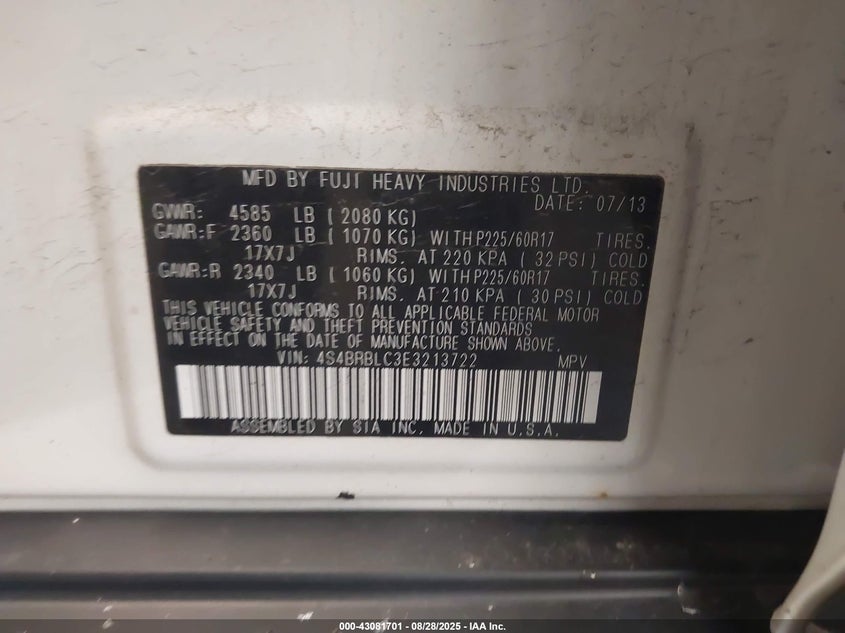 MFD BY FUJI HEAVY INDUSTRIES LTD.
DATE: 07/13
GVWR: 4585 LB ( 2080 KG)
GAWR:F 2360 LB ( 1070 KG) WITH P225/60R17 TIRES.
17X7J RIMS. AT 220 KPA ( 32 PSI) COLD
GAWR:R 2340 LB ( 1060 KG) WITH P225/60R17 TIRES.
17X7J RIMS. AT 210 KPA ( 30 PSI) COLD
THIS VEHICLE CONFORMS TO ALL APPLICABLE FEDERAL MOTOR
VEHICLE SAFETY AND THEFT PREVENTION STANDARDS
IN EFFECT ON THE DATE OF MANUFACTURE SHOWN ABOVE.
VIN: 4S4BRBLC3E3213722 MPV
ASSEMBLED BY SIA INC. MADE IN U.S.A.
000-43081701 - 08/28/2025 - IAA Inc.